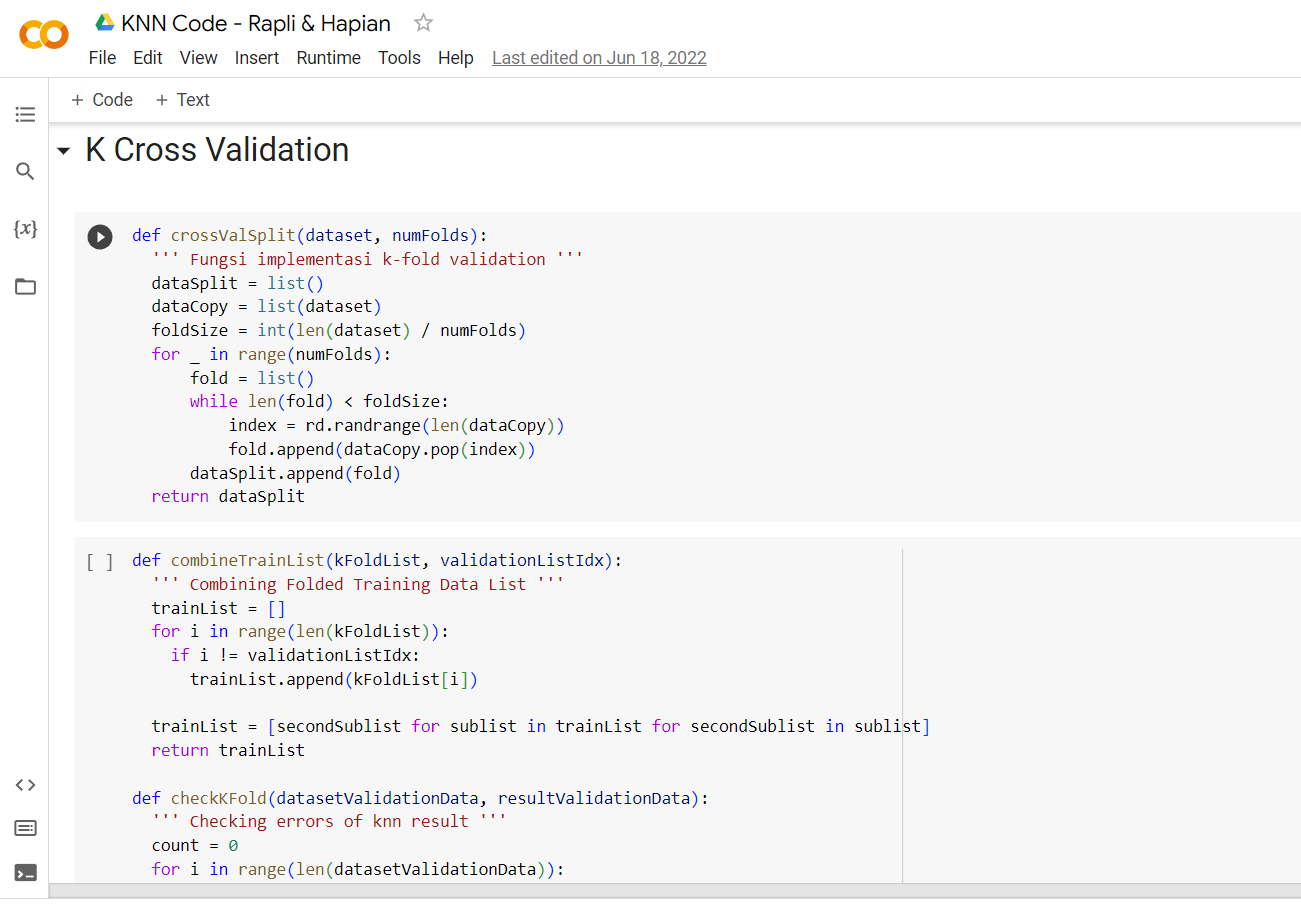 KNN Code - Rapli & Hapian
File Edit View Insert Runtime Tools Help Last edited on Jun 18, 2022
+ Code + Text
K Cross Validation
{x}
def crossValSplit(dataset, numFolds):
''' Fungsi implementasi k-fold validation '''
dataSplit = list()
dataCopy = list(dataset)
foldSize = int(len(dataset) / numFolds)
for _ in range(numFolds):
fold = list()
while len(fold) < foldSize:
index = rd.randrange(len(dataCopy))
fold.append(dataCopy.pop(index))
dataSplit.append(fold)
return dataSplit
[ ] def combineTrainList(kFoldList, validationListIdx):
''' Combining Folded Training Data List '''
trainList = []
for i in range(len(kFoldList)):
if i != validationListIdx:
trainList.append(kFoldList[i])
trainList = [secondSublist for sublist in trainList for secondSublist in sublist]
return trainList
def checkKFold(datasetValidationData, resultValidationData):
''' Checking errors of knn result '''
count = 0
for i in range(len(datasetValidationData)):